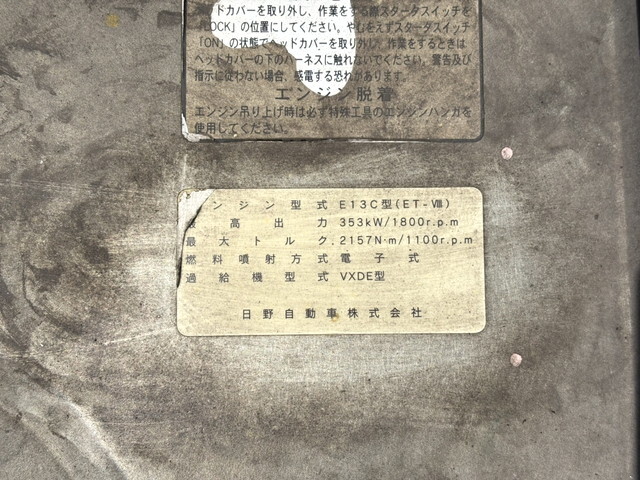 ヘッドカバーを取り外し、作業をする際スタータスイッチを
「LOCK」の位置にしてください。やむをえずスタータスイッチ
「ON」の状態でヘッドカバーを取り外し、作業をするときは
ヘッドカバーの下のハーネスに触れないでください。警告及び
指示に従わない場合、感電する恐れがあります。
エンジン脱着
エンジン吊り上げ時は必ず特殊工具のエンジンハンガを
使用してください。
ンジン型式 E13C型(ET-Ⅷ)
最高出力 353kW/1800r.p.m
最大トルク 2157N·m/1100r.p.m
燃料噴射方式 電子式
過給機型式 VXDE型
日野自動車株式会社